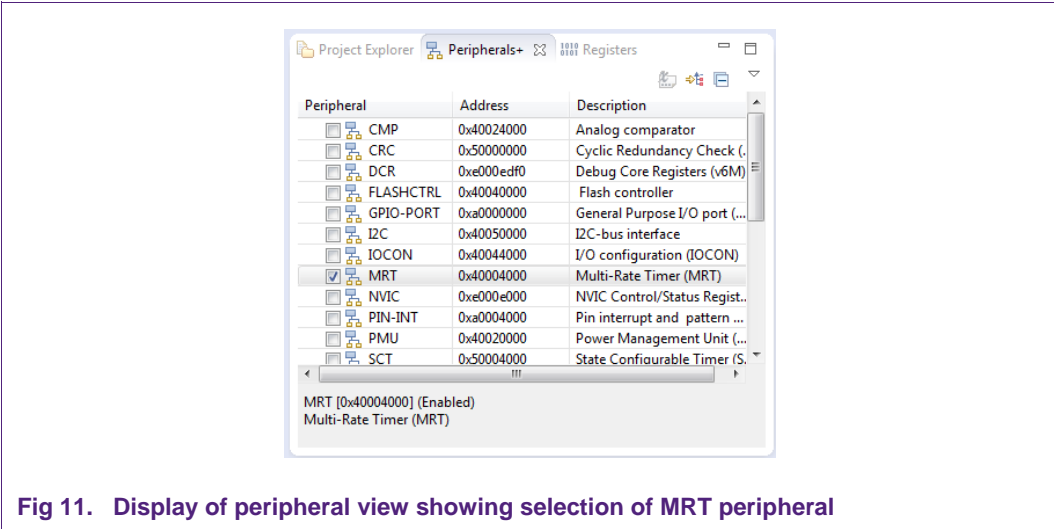 Project Explorer Peripherals+ Registers
Peripheral Address Description
CMP 0x40024000 Analog comparator
CRC 0x50000000 Cyclic Redundancy Check (.
DCR 0xe000edf0 Debug Core Registers (v6M)
FLASHCTRL 0x40040000 Flash controller
GPIO-PORT 0xa0000000 General Purpose I/O port (...
I2C 0x40050000 I2C-bus interface
IOCON 0x40044000 I/O configuration (IOCON)
MRT 0x40004000 Multi-Rate Timer (MRT)
NVIC 0xe000e000 NVIC Control/Status Regist..
PIN-INT 0xa0004000 Pin interrupt and pattern ...
PMU 0x40020000 Power Management Unit (...
SCT 0x50004000 State Configurable Timer (S.
MRT [0x40004000] (Enabled)
Multi-Rate Timer (MRT)
Fig 11. Display of peripheral view showing selection of MRT peripheral